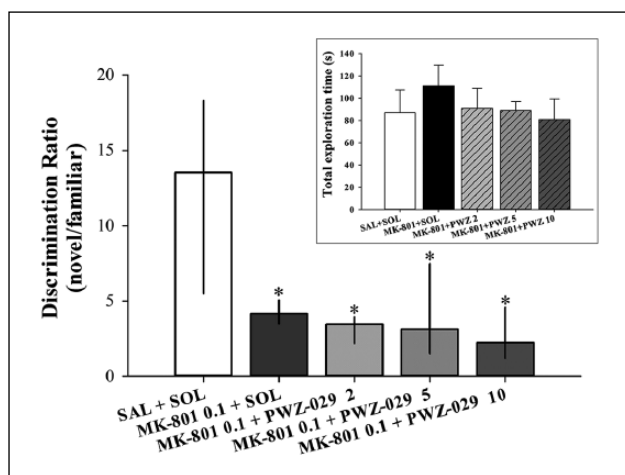 Discrimination Ratio
(novel/familiar)
20
15
10
5
0
*
*
*
*
SAL + SOL
MK-801 0.1 + SOL
MK-801 0.1 + PWZ-029 2
MK-801 0.1 + PWZ-029 5
MK-801 0.1 + PWZ-029 10
Total exploration time (s)
140
120
100
80
60
40
20
0
SAL+SOL
MK-801+SOL
MK-801+PWZ 2
MK-801+PWZ 5
MK-801+PWZ 10